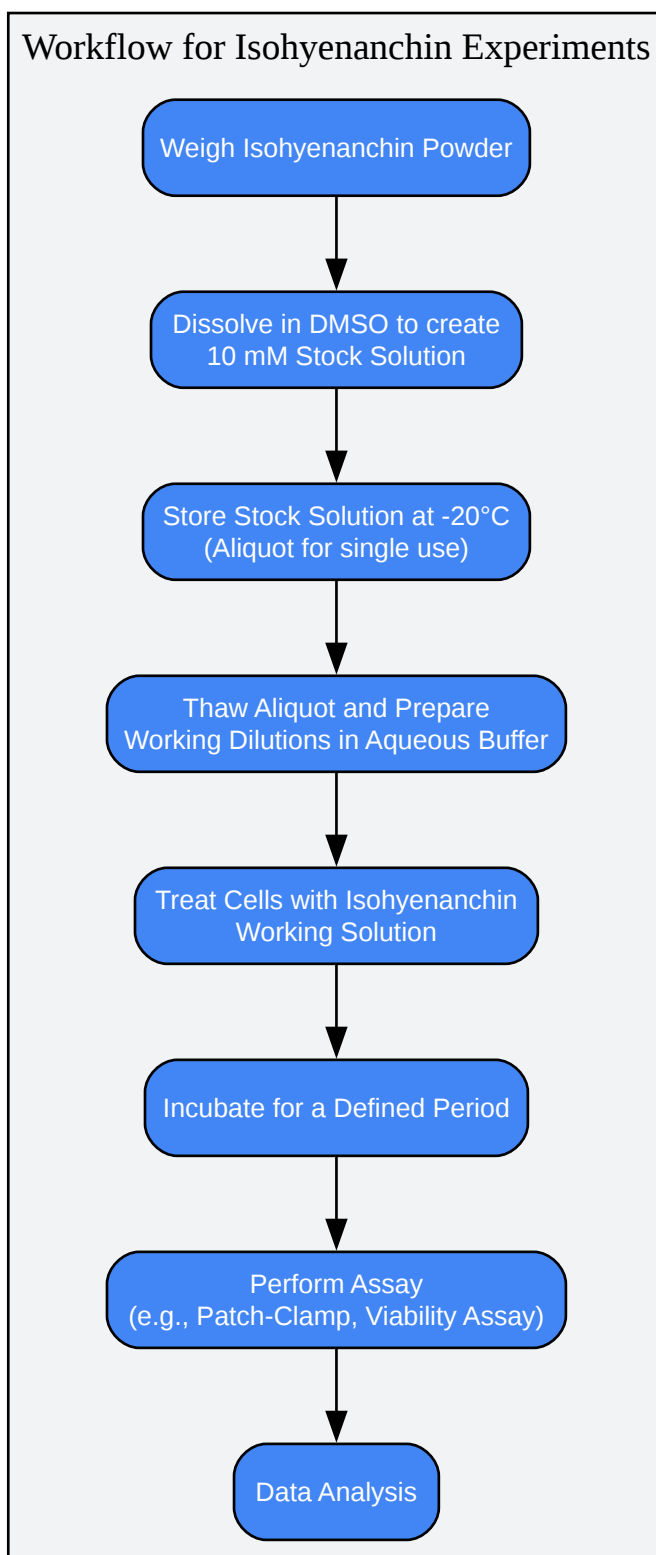 Workflow for Isohyenanchin Experiments
Weigh Isohyenanchin Powder
Dissolve in DMSO to create
10 mM Stock Solution
Store Stock Solution at -20°C
(Aliquot for single use)
Thaw Aliquot and Prepare
Working Dilutions in Aqueous Buffer
Treat Cells with Isohyenanchin
Working Solution
Incubate for a Defined Period
Perform Assay
(e.g., Patch-Clamp, Viability Assay)
Data Analysis